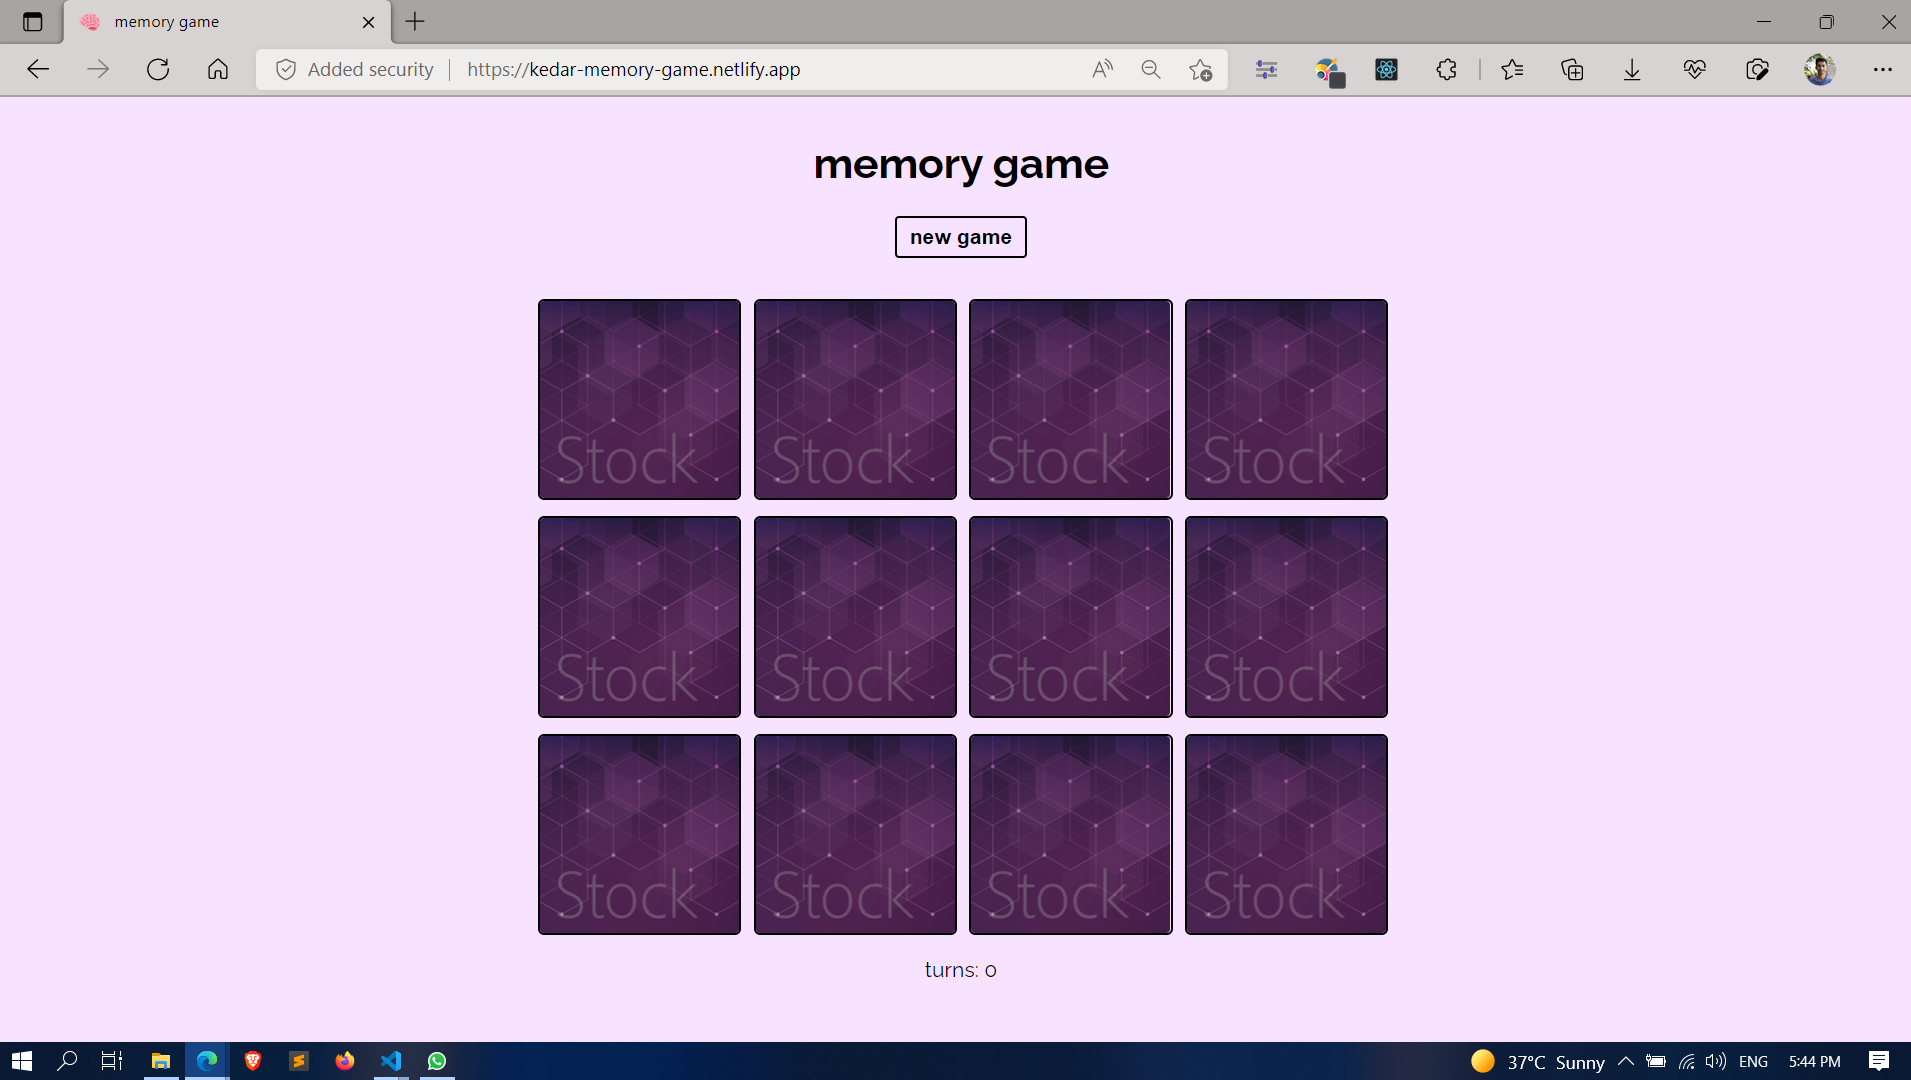 memory game
Added security
https://kedar-memory-game.netlify.app
memory game
new game
Stock Stock Stock Stock
Stock Stock Stock Stock
Stock Stock Stock Stock
turns: 0
37°C Sunny ENG 5:44 PM